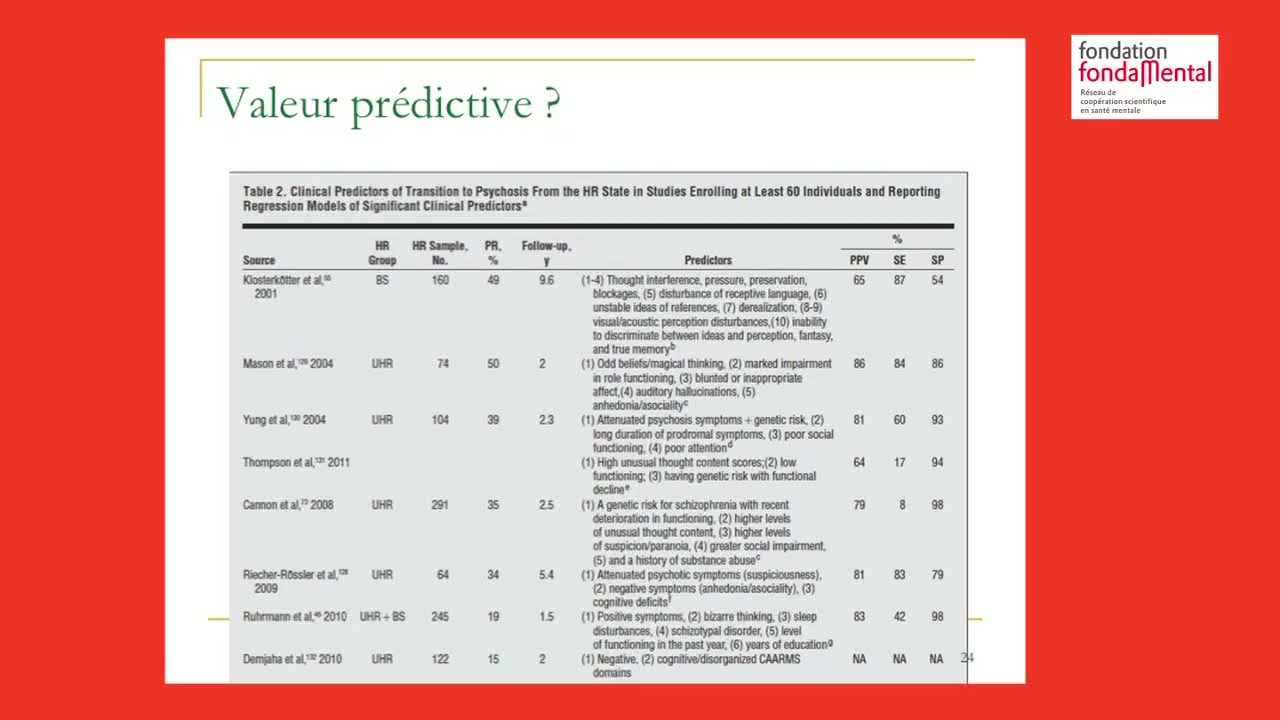 Valeur prédictive ?
fondation
fondaMental
Réseau de
coopération scientifique
en santé mentale
Table 2. Clinical Predictors of Transition to Psychosis From the HR State in Studies Enrolling at Least 60 Individuals and Reporting
Regression Models of Significant Clinical Predictorsᵃ
%
HR HR Sample, PR, Follow-up,
Source Group No. % y Predictors PPV SE SP
Klosterkötter et al, BS 160 49 9.6 (1-4) Thought interference, pressure, preservation, 65 87 54
2001 blockages, (5) disturbance of receptive language, (6)
unstable ideas of references, (7) derealization, (8-9)
visual/acoustic perception disturbances,(10) inability
to discriminate between ideas and perception, fantasy,
and true memoryᵇ
Mason et al, 2004 UHR 74 50 2 (1) Odd beliefs/magical thinking, (2) marked impairment 86 84 86
in role functioning, (3) blunted or inappropriate
affect,(4) auditory hallucinations, (5)
anhedonia/asocialityᶜ
Yung et al, 2004 UHR 104 39 2.3 (1) Attenuated psychosis symptoms + genetic risk, (2) 81 60 93
long duration of prodromal symptoms, (3) poor social
functioning, (4) poor attentionᵈ
Thompson et al, 2011 (1) High unusual thought content scores;(2) low 64 17 94
functioning; (3) having genetic risk with functional
declineᵉ
Cannon et al, 2008 UHR 291 35 2.5 (1) A genetic risk for schizophrenia with recent 79 8 98
deterioration in functioning, (2) higher levels
of unusual thought content, (3) higher levels
of suspicion/paranoia, (4) greater social impairment,
(5) and a history of substance abuseᶜ
Riecher-Rössler et al, UHR 64 34 5.4 (1) Attenuated psychotic symptoms (suspiciousness), 81 83 79
2009 (2) negative symptoms (anhedonia/asociality), (3)
cognitive deficitsᶠ
Ruhrmann et al, 2010 UHR + BS 245 19 1.5 (1) Positive symptoms, (2) bizarre thinking, (3) sleep 83 42 98
disturbances, (4) schizotypal disorder, (5) level
of functioning in the past year, (6) years of educationᵍ
Demjaha et al, 2010 UHR 122 15 2 (1) Negative, (2) cognitive/disorganized CAARMS NA NA NA
domains
24